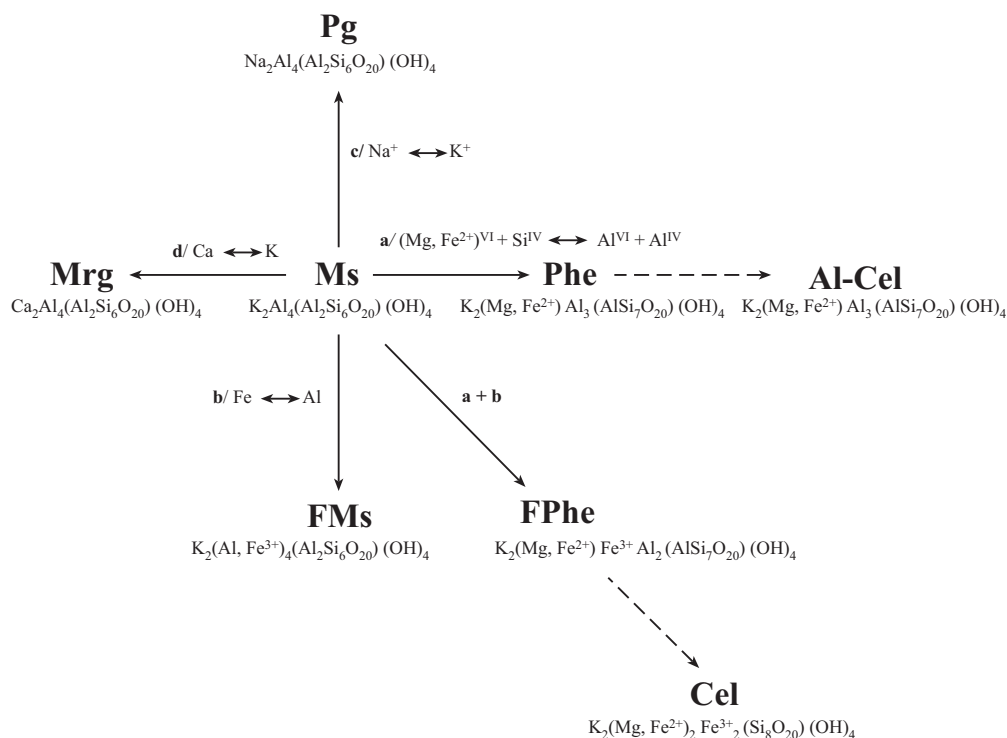 Pg
Na₂Al₄(Al₂Si₆O₂₀) (OH)₄
c/ Na⁺ ↔ K⁺
a/ (Mg, Fe²⁺)ⱽᴵ + Siᴵⱽ ↔ Alⱽᴵ + Alᴵⱽ
d/ Ca ↔ K
Mrg Ms Phe Al-Cel
Ca₂Al₄(Al₂Si₆O₂₀) (OH)₄ K₂Al₄(Al₂Si₆O₂₀) (OH)₄ K₂(Mg, Fe²⁺) Al₃ (AlSi₇O₂₀) (OH)₄ K₂(Mg, Fe²⁺) Al₃ (AlSi₇O₂₀) (OH)₄
b/ Fe ↔ Al
a + b
FMs FPhe
K₂(Al, Fe³⁺)₄(Al₂Si₆O₂₀) (OH)₄ K₂(Mg, Fe²⁺) Fe³⁺ Al₂ (AlSi₇O₂₀) (OH)₄
Cel
K₂(Mg, Fe²⁺)₂ Fe³⁺₂ (Si₈O₂₀) (OH)₄